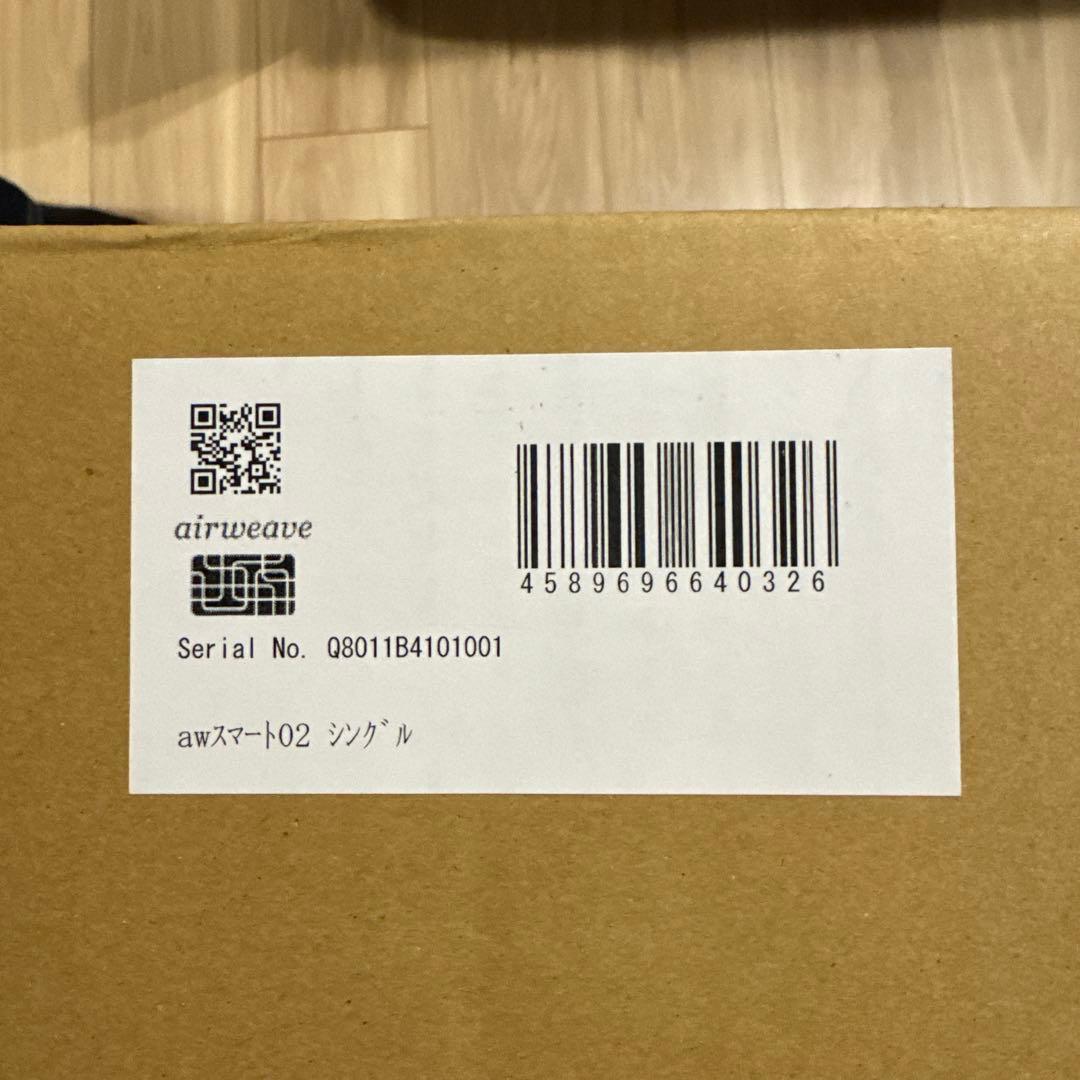 airweave
4589696640326
Serial No. Q8011B4101001
awｽﾏｰﾄ02 ｼﾝｸﾞﾙ